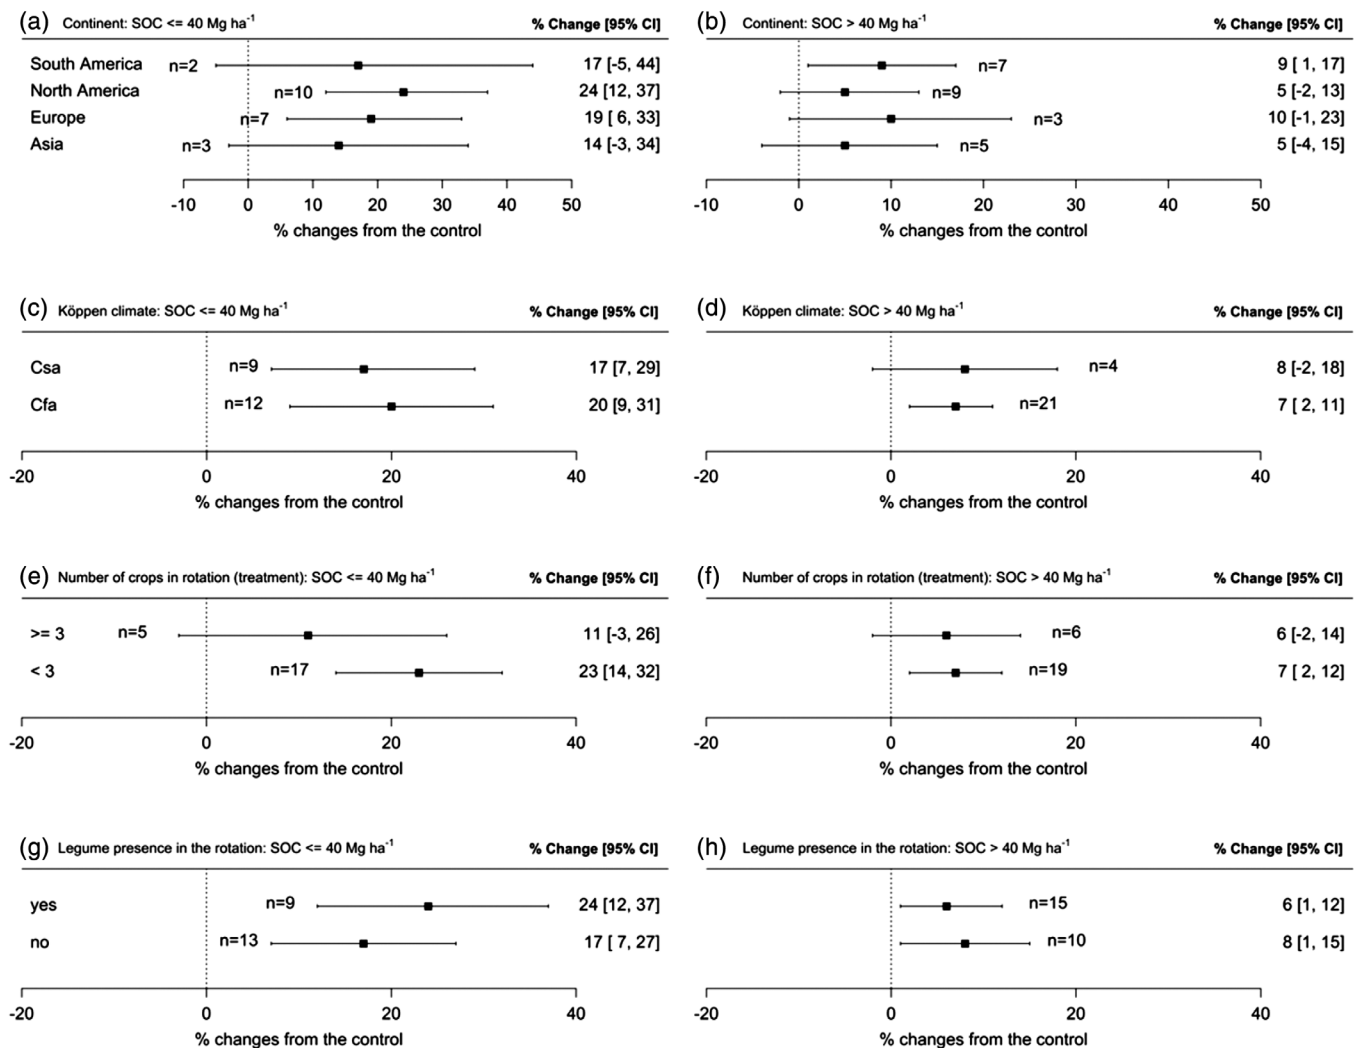 (a) Continent: SOC <= 40 Mg ha⁻¹ % Change [95% CI]
South America n=2 17 [-5, 44]
North America n=10 24 [12, 37]
Europe n=7 19 [ 6, 33]
Asia n=3 14 [-3, 34]
-10 0 10 20 30 40 50
% changes from the control
(b) Continent: SOC > 40 Mg ha⁻¹ % Change [95% CI]
n=7 9 [ 1, 17]
n=9 5 [-2, 13]
n=3 10 [-1, 23]
n=5 5 [-4, 15]
-10 0 10 20 30 40 50
% changes from the control
(c) Köppen climate: SOC <= 40 Mg ha⁻¹ % Change [95% CI]
Csa n=9 17 [7, 29]
Cfa n=12 20 [9, 31]
-20 0 20 40
% changes from the control
(d) Köppen climate: SOC > 40 Mg ha⁻¹ % Change [95% CI]
n=4 8 [-2, 18]
n=21 7 [ 2, 11]
-20 0 20 40
% changes from the control
(e) Number of crops in rotation (treatment): SOC <= 40 Mg ha⁻¹ % Change [95% CI]
>= 3 n=5 11 [-3, 26]
< 3 n=17 23 [14, 32]
-20 0 20 40
% changes from the control
(f) Number of crops in rotation (treatment): SOC > 40 Mg ha⁻¹ % Change [95% CI]
n=6 6 [-2, 14]
n=19 7 [ 2, 12]
-20 0 20 40
% changes from the control
(g) Legume presence in the rotation: SOC <= 40 Mg ha⁻¹ % Change [95% CI]
yes n=9 24 [12, 37]
no n=13 17 [ 7, 27]
-20 0 20 40
% changes from the control
(h) Legume presence in the rotation: SOC > 40 Mg ha⁻¹ % Change [95% CI]
n=15 6 [1, 12]
n=10 8 [1, 15]
-20 0 20 40
% changes from the control